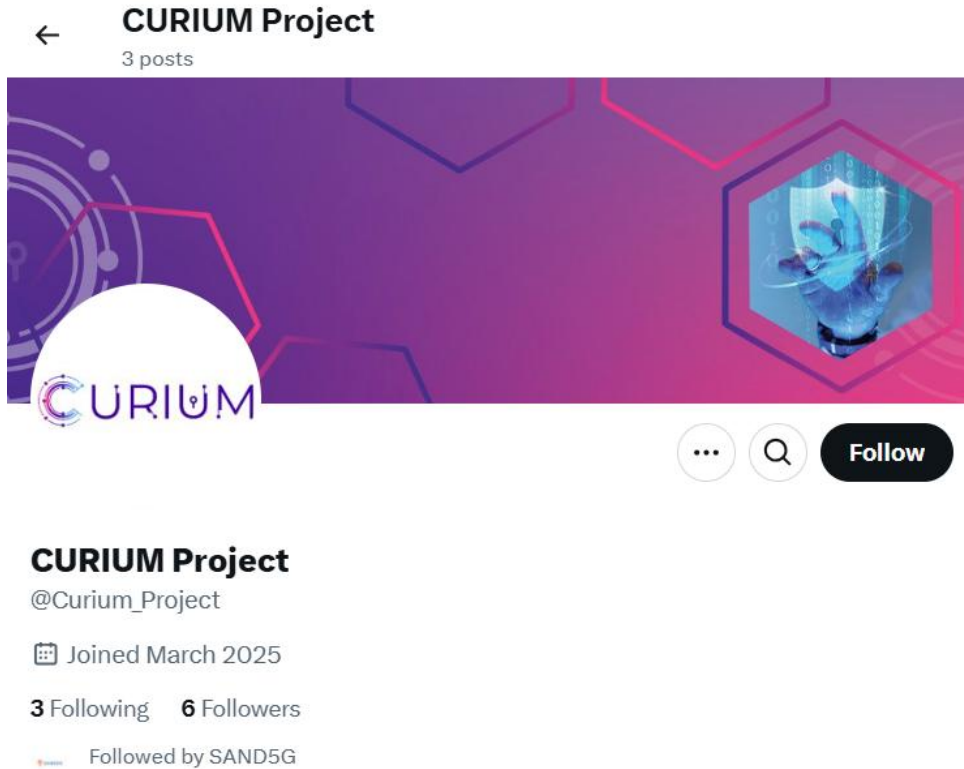 CURIUM Project
3 posts
CURIUM
Follow
CURIUM Project
@Curium_Project
Joined March 2025
3 Following 6 Followers
Followed by SAND5G